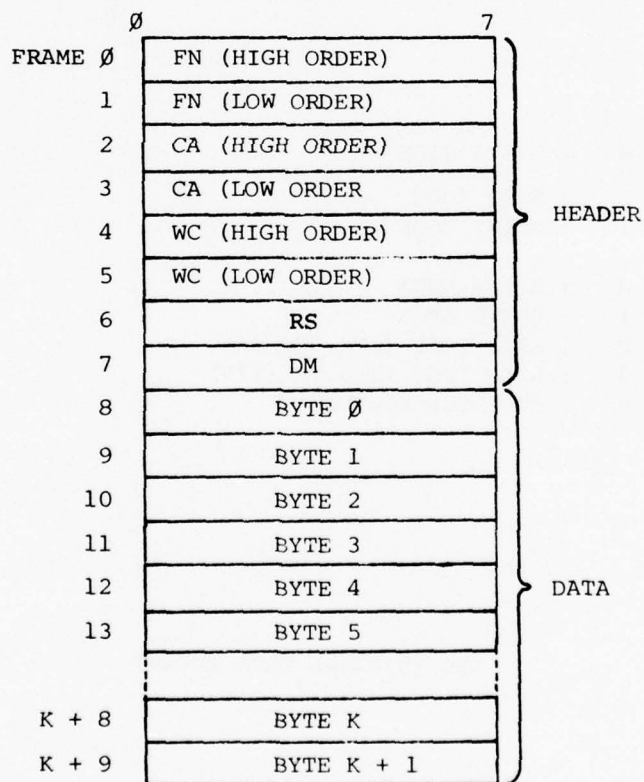 Ø 7
FRAME Ø FN (HIGH ORDER)
1 FN (LOW ORDER)
2 CA (HIGH ORDER)
3 CA (LOW ORDER
4 WC (HIGH ORDER)
HEADER
5 WC (LOW ORDER)
6 RS
7 DM
8 BYTE Ø
9 BYTE 1
10 BYTE 2
11 BYTE 3
12 BYTE 4
DATA
13 BYTE 5
K + 8 BYTE K
K + 9 BYTE K + 1